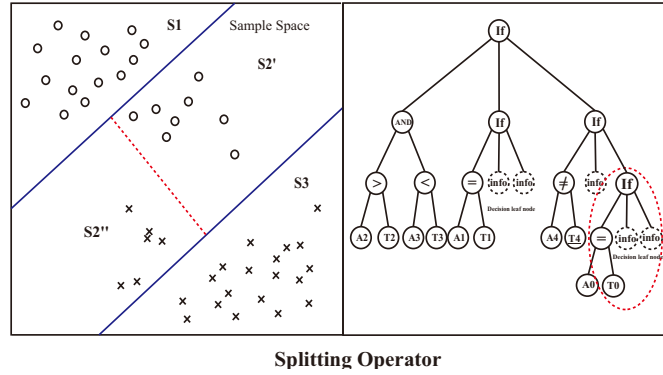 S1
Sample Space
S2'
S3
S2''
If
AND
If
If
>
<
=
info
info
≠
info
If
Decision leaf node
A2
T2
A3
T3
A1
T1
A4
T4
=
info
info
Decision leaf node
A0
T0
Splitting Operator